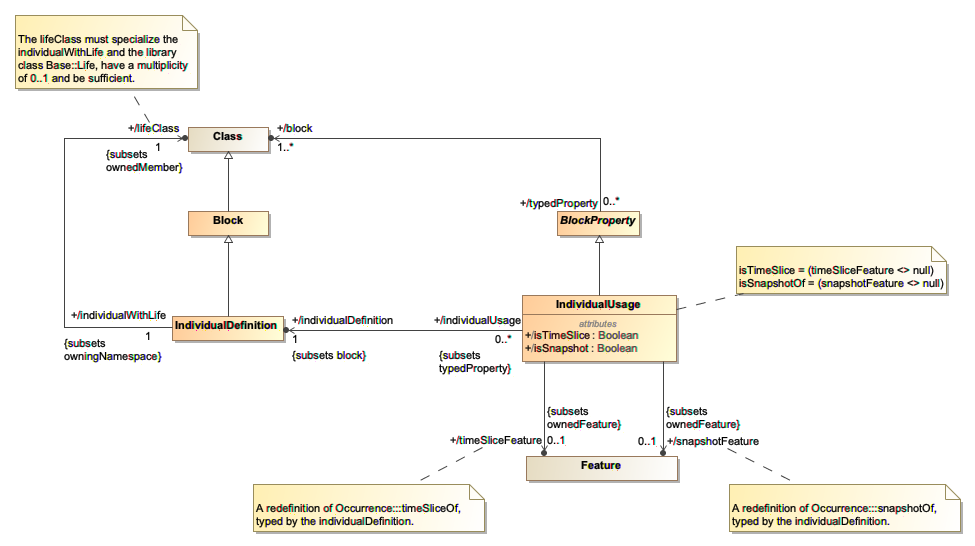 The lifeClass must specialize the
individualWithLife and the library
class Base::Life, have a multiplicity
of 0..1 and be sufficient.
+/lifeClass
1
{subsets
ownedMember}
Class
+/block
1..*
+/typedProperty
0..*
Block
BlockProperty
isTimeSlice = (timeSliceFeature <> null)
isSnapshotOf = (snapshotFeature <> null)
+/individualWithLife
1
{subsets
owningNamespace}
IndividualDefinition
+/individualDefinition
1
{subsets block}
+/individualUsage
0..*
{subsets
typedProperty}
IndividualUsage
attributes
+/isTimeSlice : Boolean
+/isSnapshot : Boolean
{subsets
ownedFeature}
+/timeSliceFeature
0..1
{subsets
ownedFeature}
0..1
+/snapshotFeature
Feature
A redefinition of Occurrence:::timeSliceOf,
typed by the individualDefinition.
A redefinition of Occurrence:::snapshotOf,
typed by the individualDefinition.